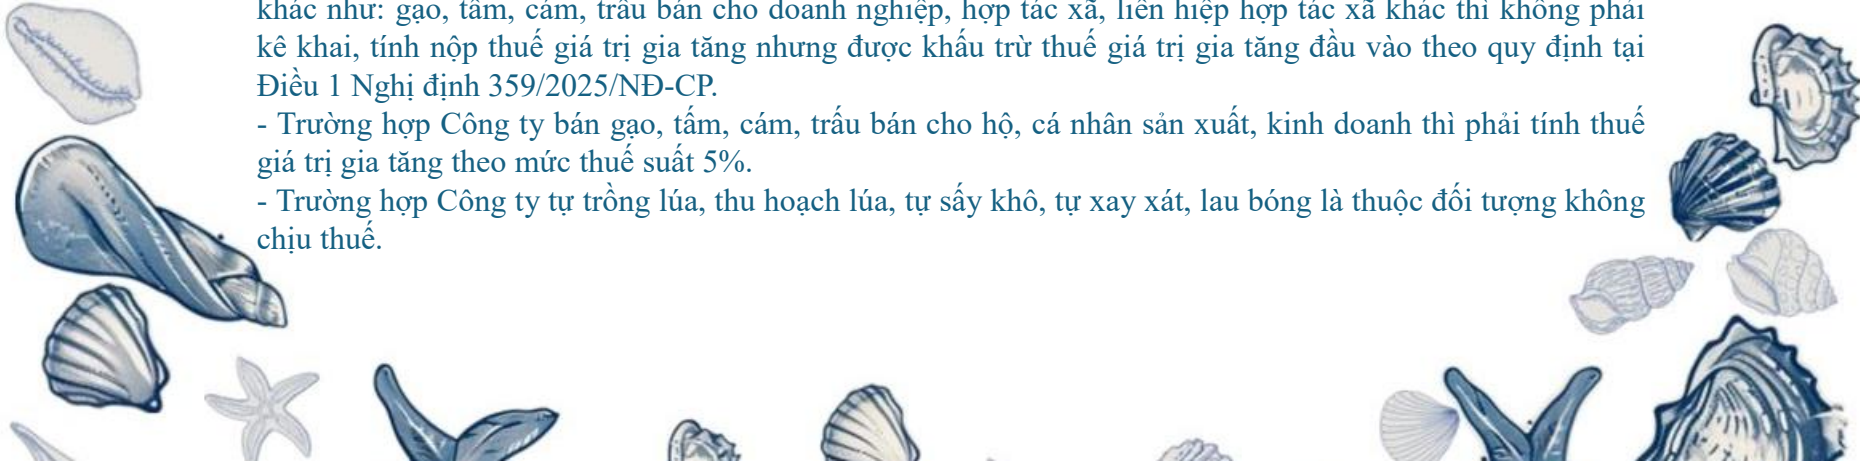 khác như: gạo, tấm, cám, trấu bán cho doanh nghiệp, hợp tác xã, liên hiệp hợp tác xã khác thì không phải
kê khai, tính nộp thuế giá trị gia tăng nhưng được khấu trừ thuế giá trị gia tăng đầu vào theo quy định tại
Điều 1 Nghị định 359/2025/NĐ-CP.
- Trường hợp Công ty bán gạo, tấm, cám, trấu bán cho hộ, cá nhân sản xuất, kinh doanh thì phải tính thuế
giá trị gia tăng theo mức thuế suất 5%.
- Trường hợp Công ty tự trồng lúa, thu hoạch lúa, tự sấy khô, tự xay xát, lau bóng là thuộc đối tượng không
chịu thuế.